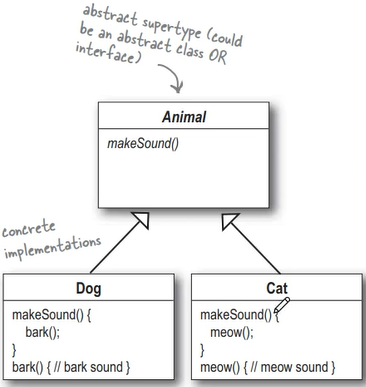 abstract supertype (could
be an abstract class OR
interface)
Animal
makeSound()
concrete
implementations
Dog
makeSound() {
bark();
}
bark() { // bark sound }
Cat
makeSound() {
meow();
}
meow() { // meow sound }